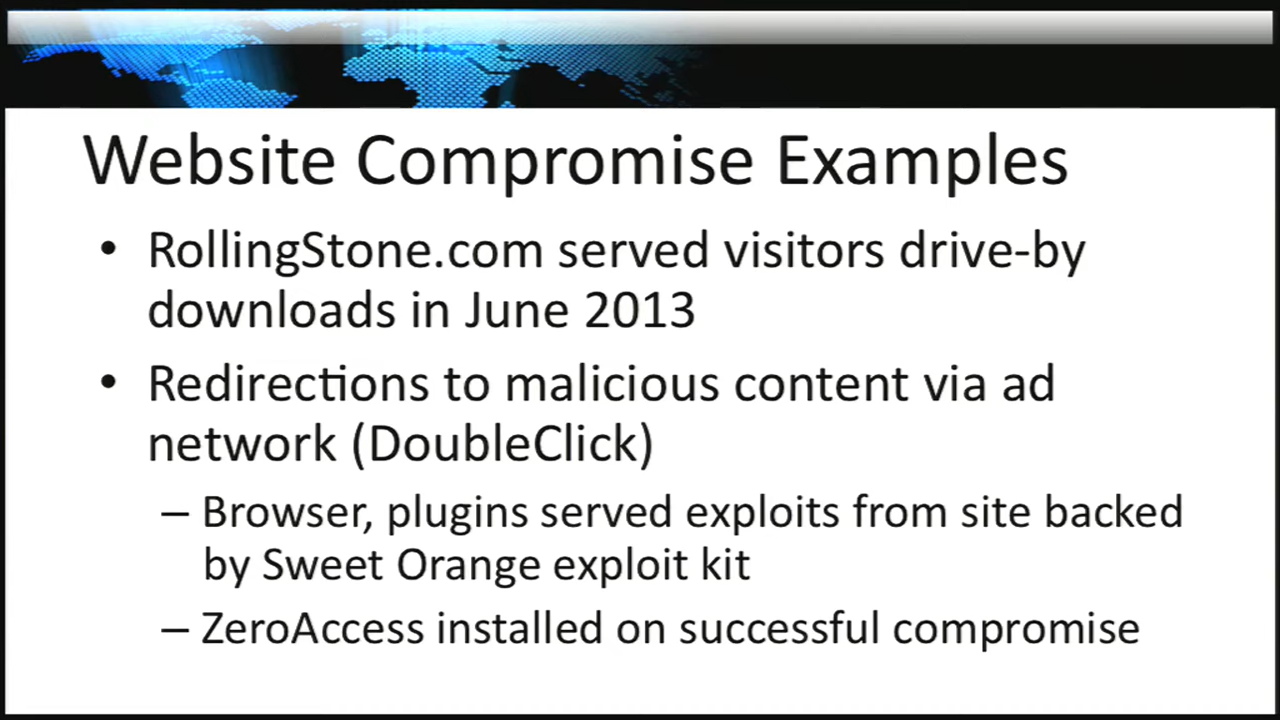 Website Compromise Examples
• RollingStone.com served visitors drive-by
downloads in June 2013
• Redirections to malicious content via ad
network (DoubleClick)
– Browser, plugins served exploits from site backed
by Sweet Orange exploit kit
– ZeroAccess installed on successful compromise